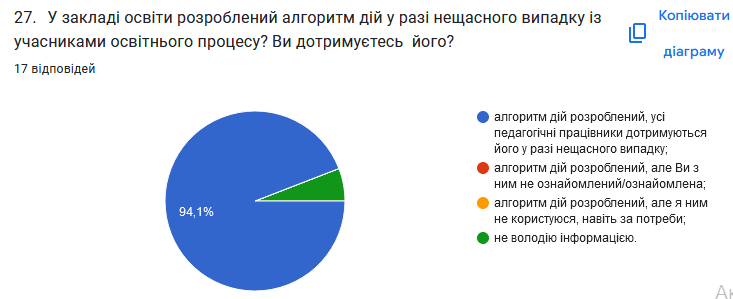 27. У закладі освіти розроблений алгоритм дій у разі нещасного випадку із
учасниками освітнього процесу? Ви дотримуєтесь його?
17 відповідей
Копіювати
діаграму
94,1%
алгоритм дій розроблений, усі
педагогічні працівники дотримуються
його у разі нещасного випадку;
алгоритм дій розроблений, але Ви з
ним не ознайомлений/ознайомлена;
алгоритм дій розроблений, але я ним
не користуюся, навіть за потреби;
не володію інформацією.